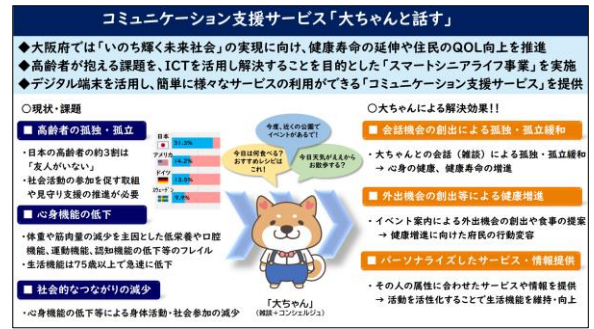 コミュニケーション支援サービス「大ちゃんと話す」
◆大阪府では「いのち輝く未来社会」の実現に向け、健康寿命の延伸や住民のQOL向上を推進
◆高齢者が抱える課題を、ICTを活用し解決することを目的とした「スマートシニアライフ事業」を実施
◆デジタル端末を活用し、簡単に様々なサービスの利用ができる「コミュニケーション支援サービス」を提供
○現状・課題
■ 高齢者の孤独・孤立
・日本の高齢者の約3割は
「友人がいない」
・社会活動の参加を促す取組
や見守り支援の推進が必要
日本
31.3%
アメリカ
14.2%
ドイツ
13.5%
スウェーデン
9.9%
■ 心身機能の低下
・体重や筋肉量の減少を主因とした低栄養や口腔
機能、運動機能、認知機能の低下等のフレイル
・生活機能は75歳以上で急速に低下
■ 社会的なつながりの減少
・心身機能の低下等による身体活動・社会参加の減少
今度、近くの公園で
イベントがあるで!
今日は何食べる?
おすすめレシピは
これ!
今日天気がええから
お散歩する?
「大ちゃん」
(雑談+コンシェルジュ)
○大ちゃんによる解決効果!!
■ 会話機会の創出による孤独・孤立緩和
・大ちゃんとの会話(雑談)による孤独・孤立緩和
→ 心身の健康、健康寿命の増進
■ 外出機会の創出等による健康増進
・イベント案内による外出機会の創出や食事の提案
→ 健康増進に向けた府民の行動変容
■ パーソナライズしたサービス・情報提供
・その人の属性に合わせたサービスや情報を提供
→ 活動を活性化することで生活機能を維持・向上